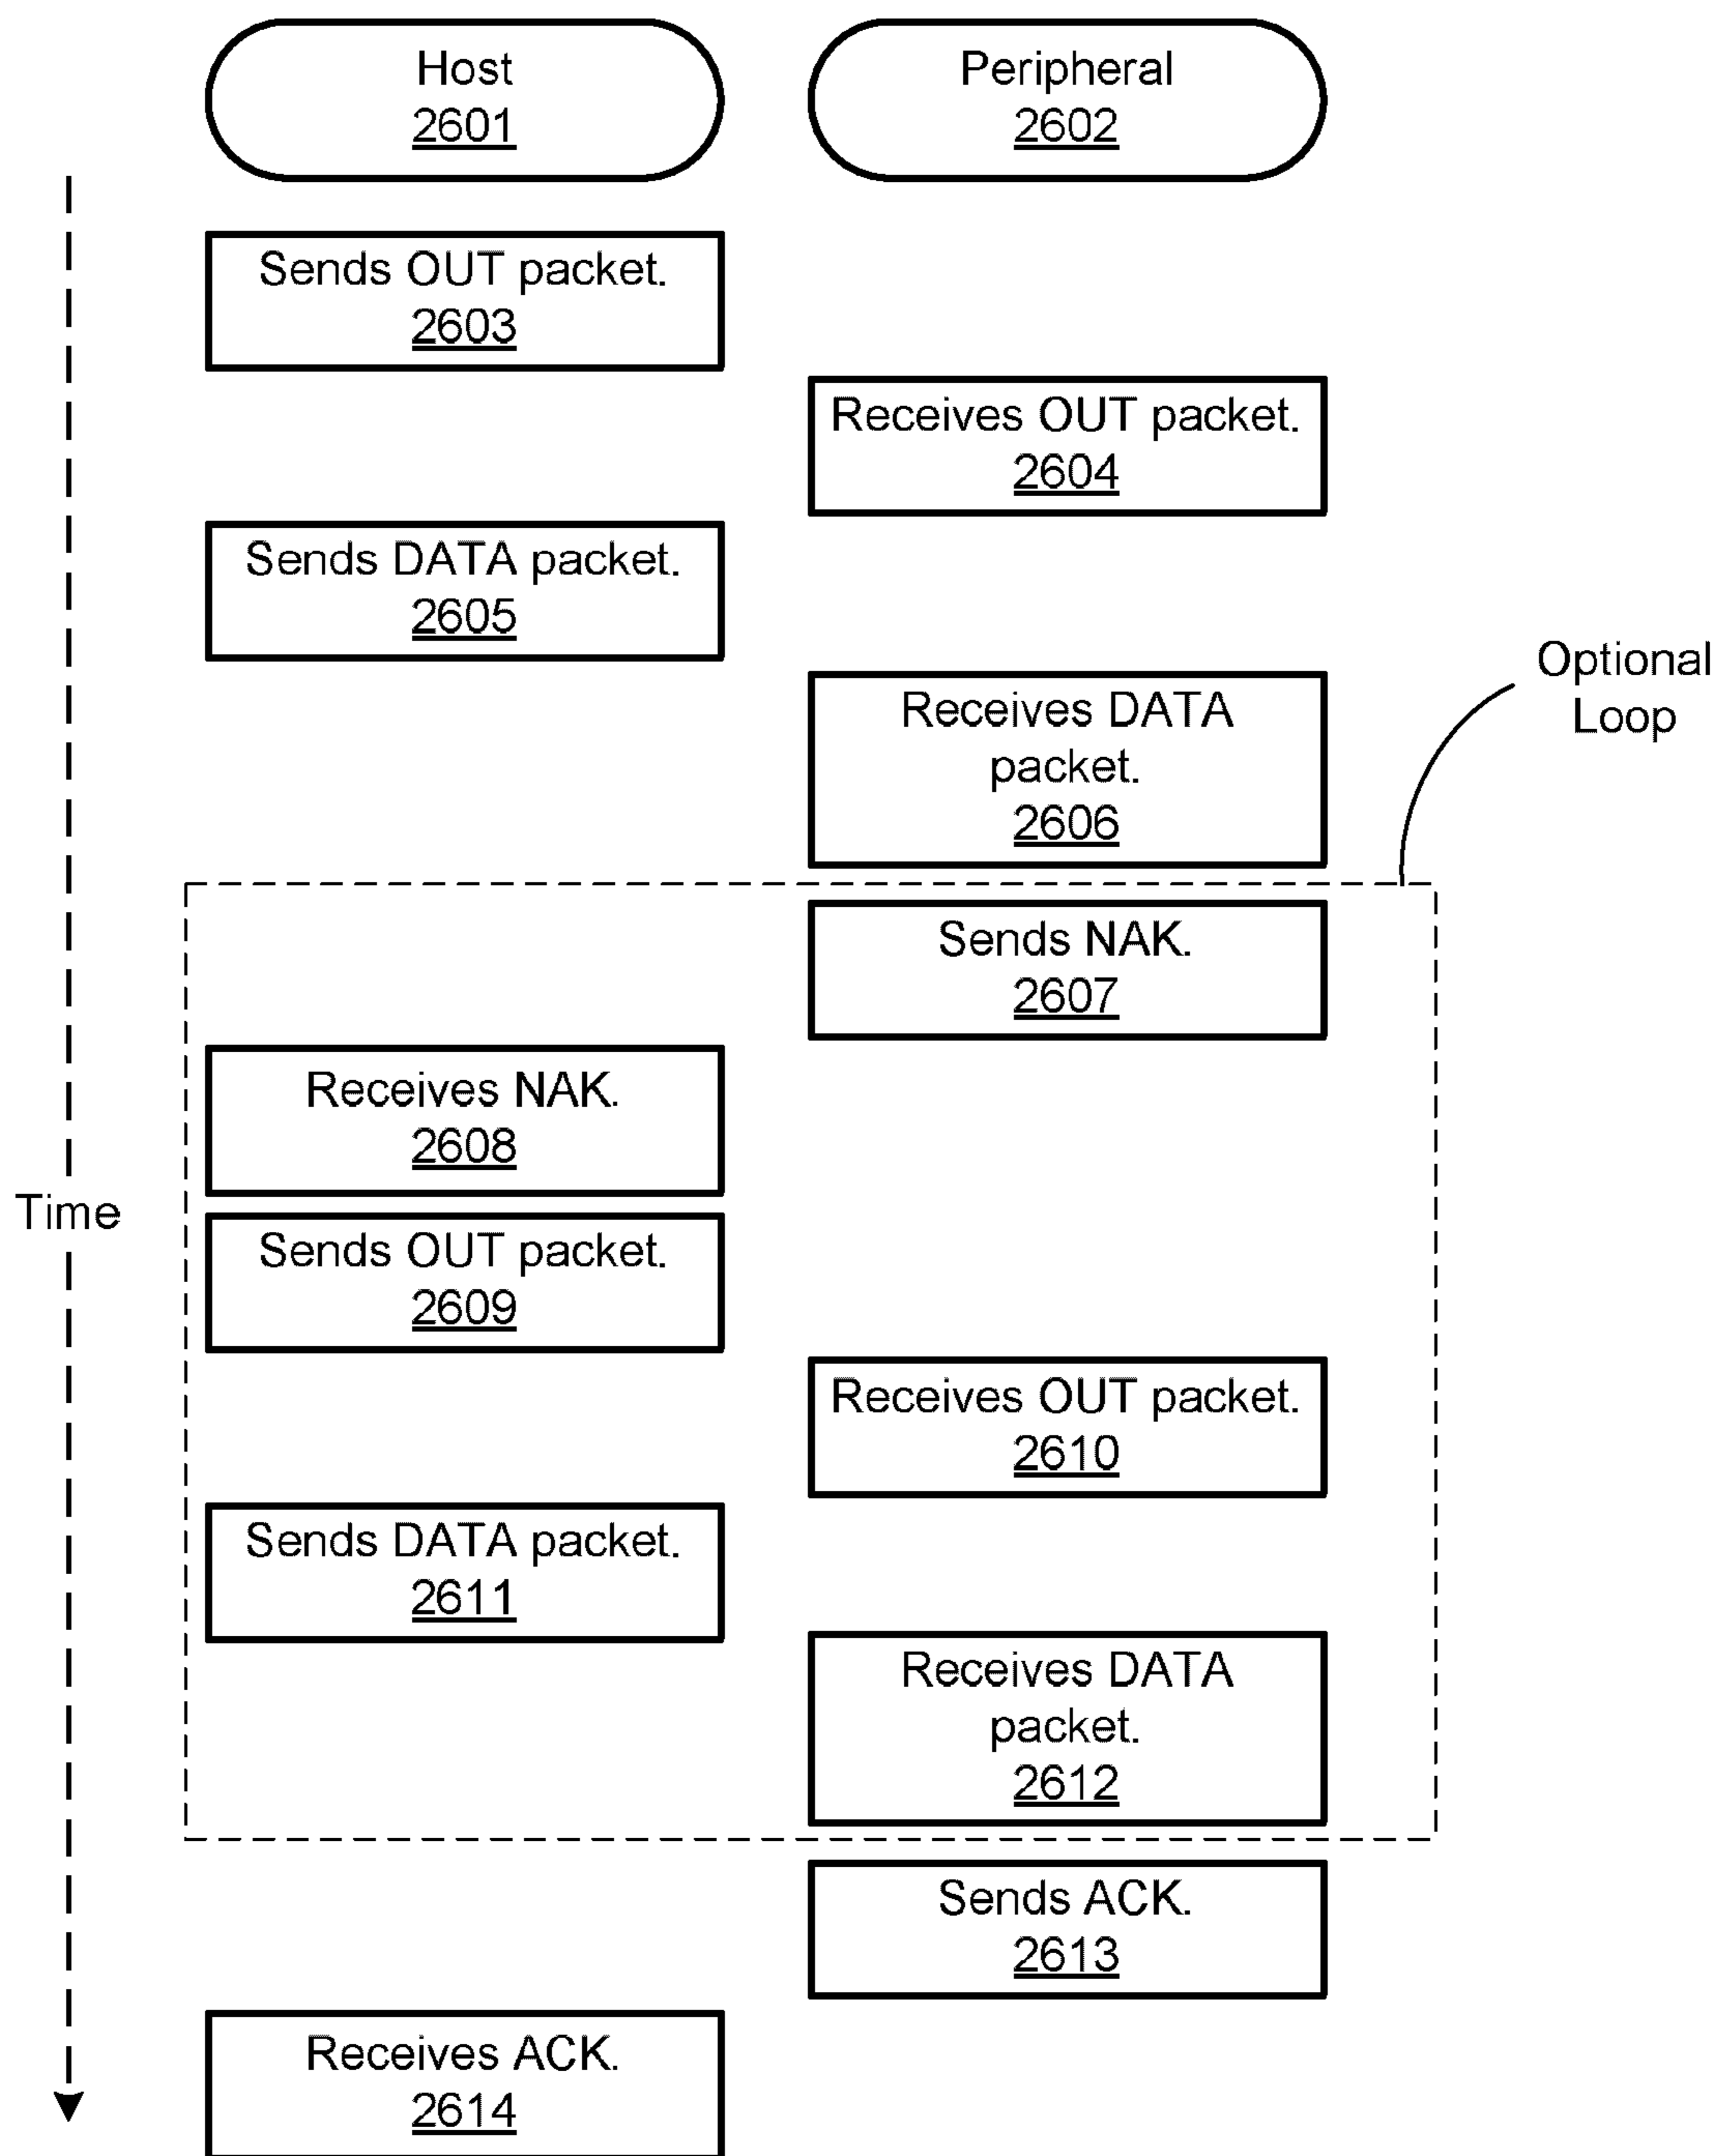 Host
2601
Peripheral
2602
Sends OUT packet.
2603
Receives OUT packet.
2604
Sends DATA packet.
2605
Optional
Loop
Receives DATA
packet.
2606
Sends NAK.
2607
Receives NAK.
2608
Time
Sends OUT packet.
2609
Receives OUT packet.
2610
Sends DATA packet.
2611
Receives DATA
packet.
2612
Sends ACK.
2613
Receives ACK.
2614